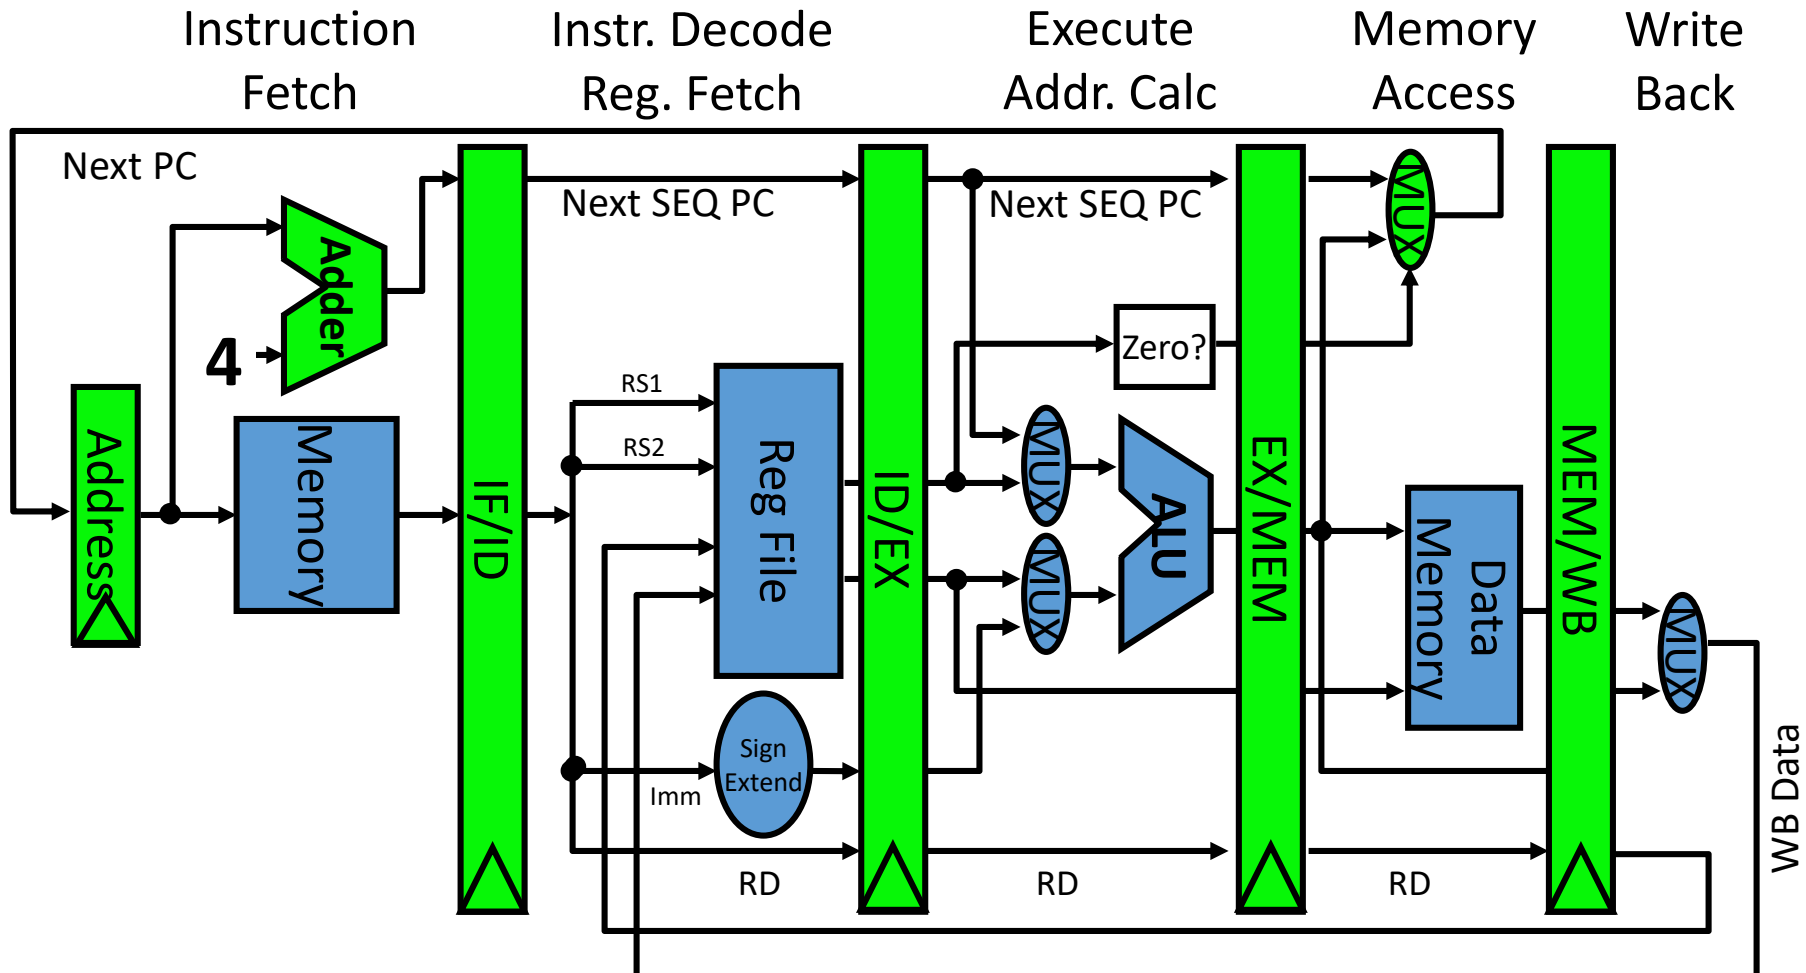 Instruction
Fetch
Instr. Decode
Reg. Fetch
Execute
Addr. Calc
Memory
Access
Write
Back
Next PC
Next SEQ PC
Next SEQ PC
MUX
Adder
4
Zero?
RS1
RS2
Address
Memory
IF/ID
Reg File
ID/EX
MUX
MUX
ALU
EX/MEM
Data
Memory
MEM/WB
MUX
Sign
Extend
Imm
RD
RD
RD
WB Data